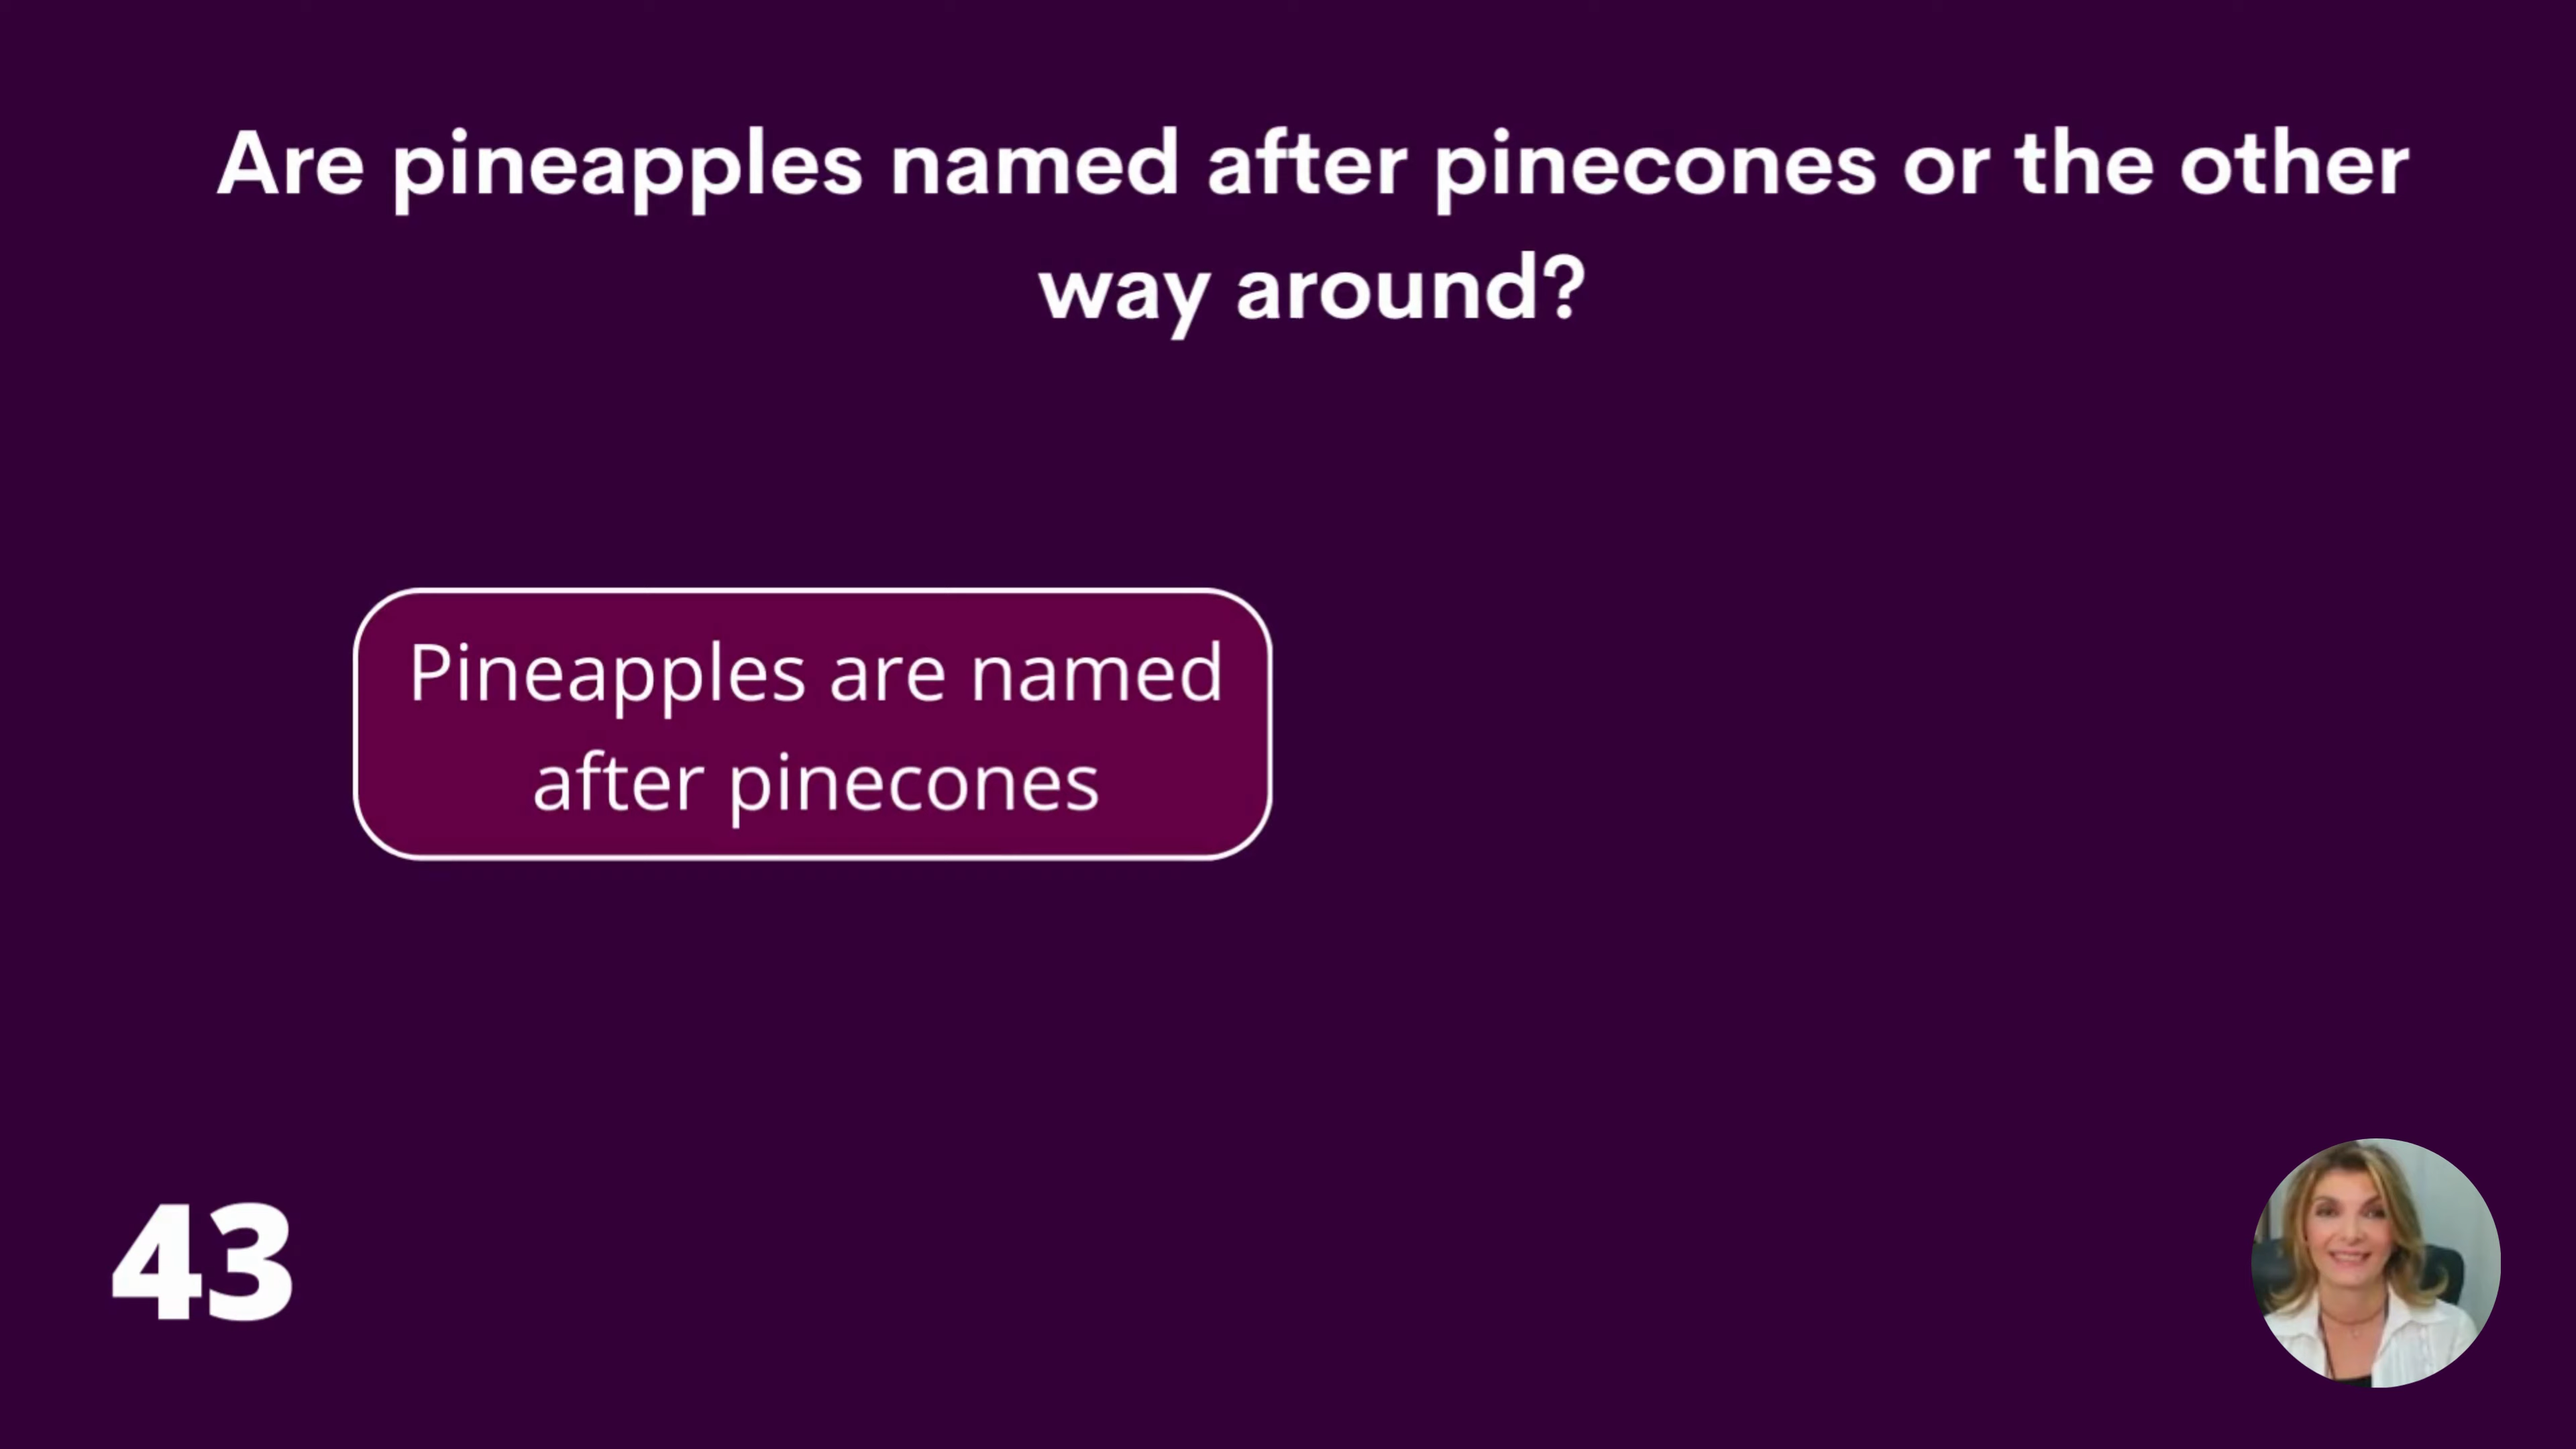 Are pineapples named after pinecones or the other
way around?
Pineapples are named
after pinecones
43